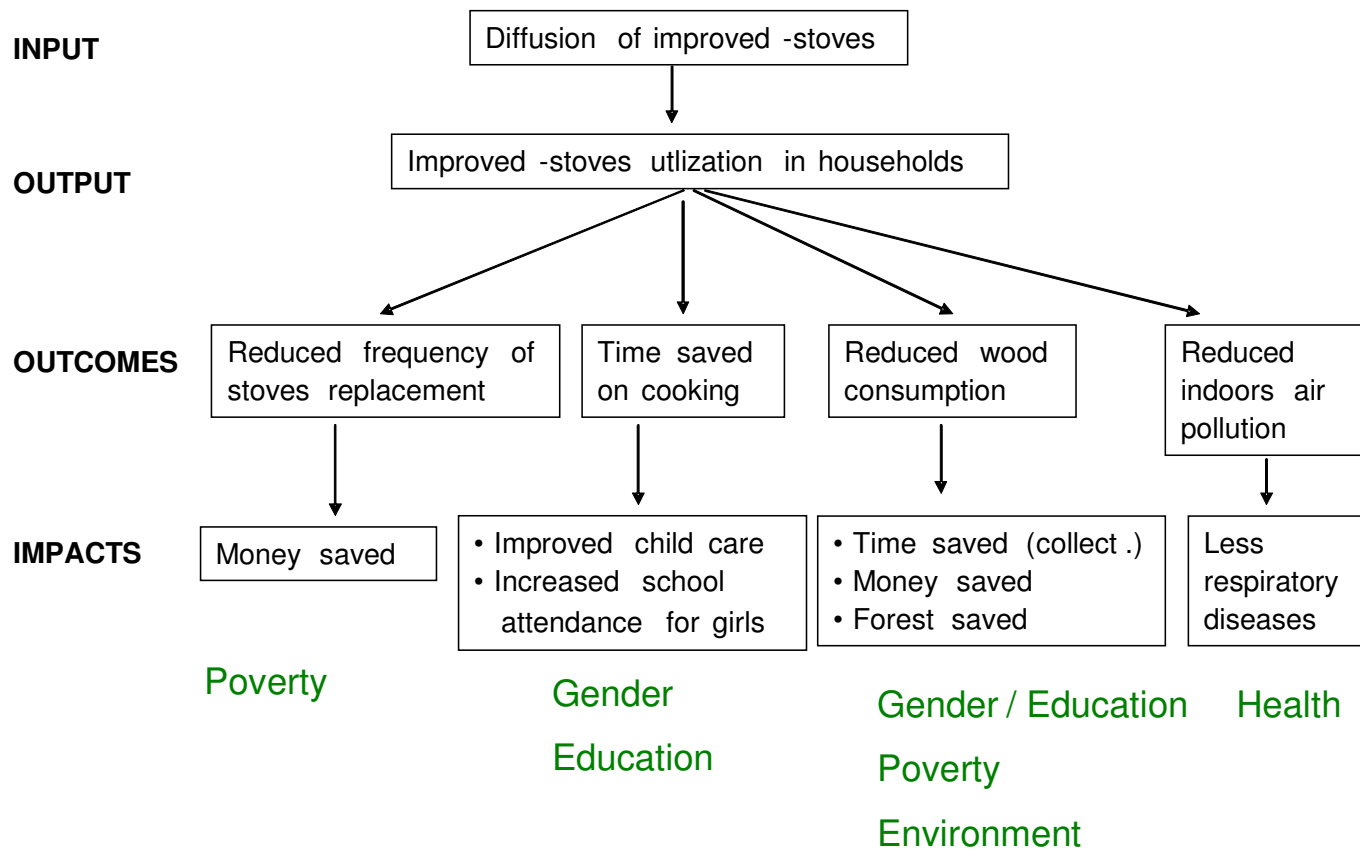 INPUT
Diffusion of improved -stoves
OUTPUT
Improved -stoves utlization in households
OUTCOMES
Reduced frequency of
stoves replacement
Time saved
on cooking
Reduced wood
consumption
Reduced
indoors air
pollution
IMPACTS
Money saved
• Improved child care
• Increased school
attendance for girls
• Time saved (collect .)
• Money saved
• Forest saved
Less
respiratory
diseases
Poverty
Gender
Education
Gender / Education
Poverty
Environment
Health